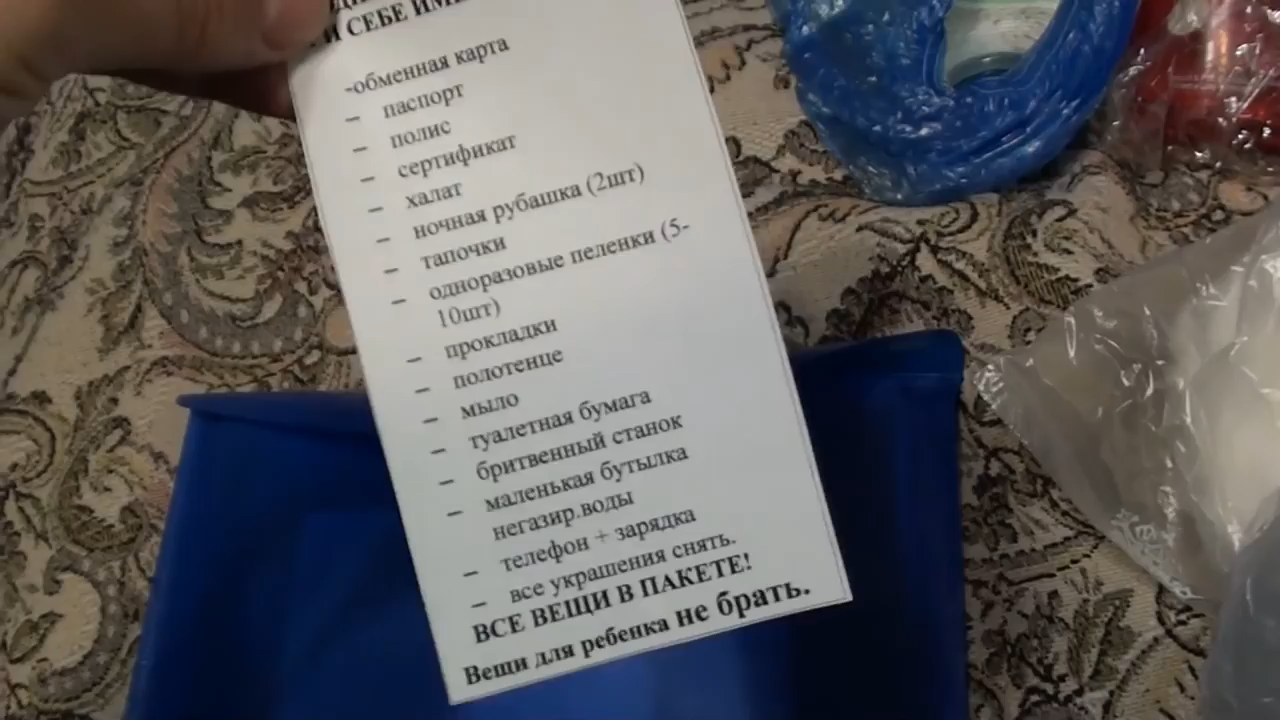 СЕБЕ
-обменная карта
– паспорт
– полис
– сертификат
– халат
– ночная рубашка (2шт)
– тапочки
– одноразовые пеленки (5-
10шт)
– прокладки
– полотенце
– мыло
– туалетная бумага
– бритвенный станок
– маленькая бутылка
негазир.воды
– телефон + зарядка
– все украшения снять.
ВСЕ ВЕЩИ В ПАКЕТЕ!
Вещи для ребенка не брать.